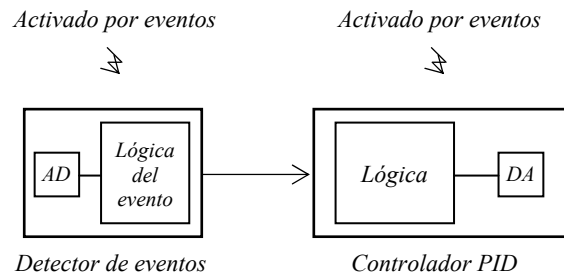 Activado por eventos
Activado por eventos
AD
Lógica
del
evento
Lógica
DA
Detector de eventos
Controlador PID